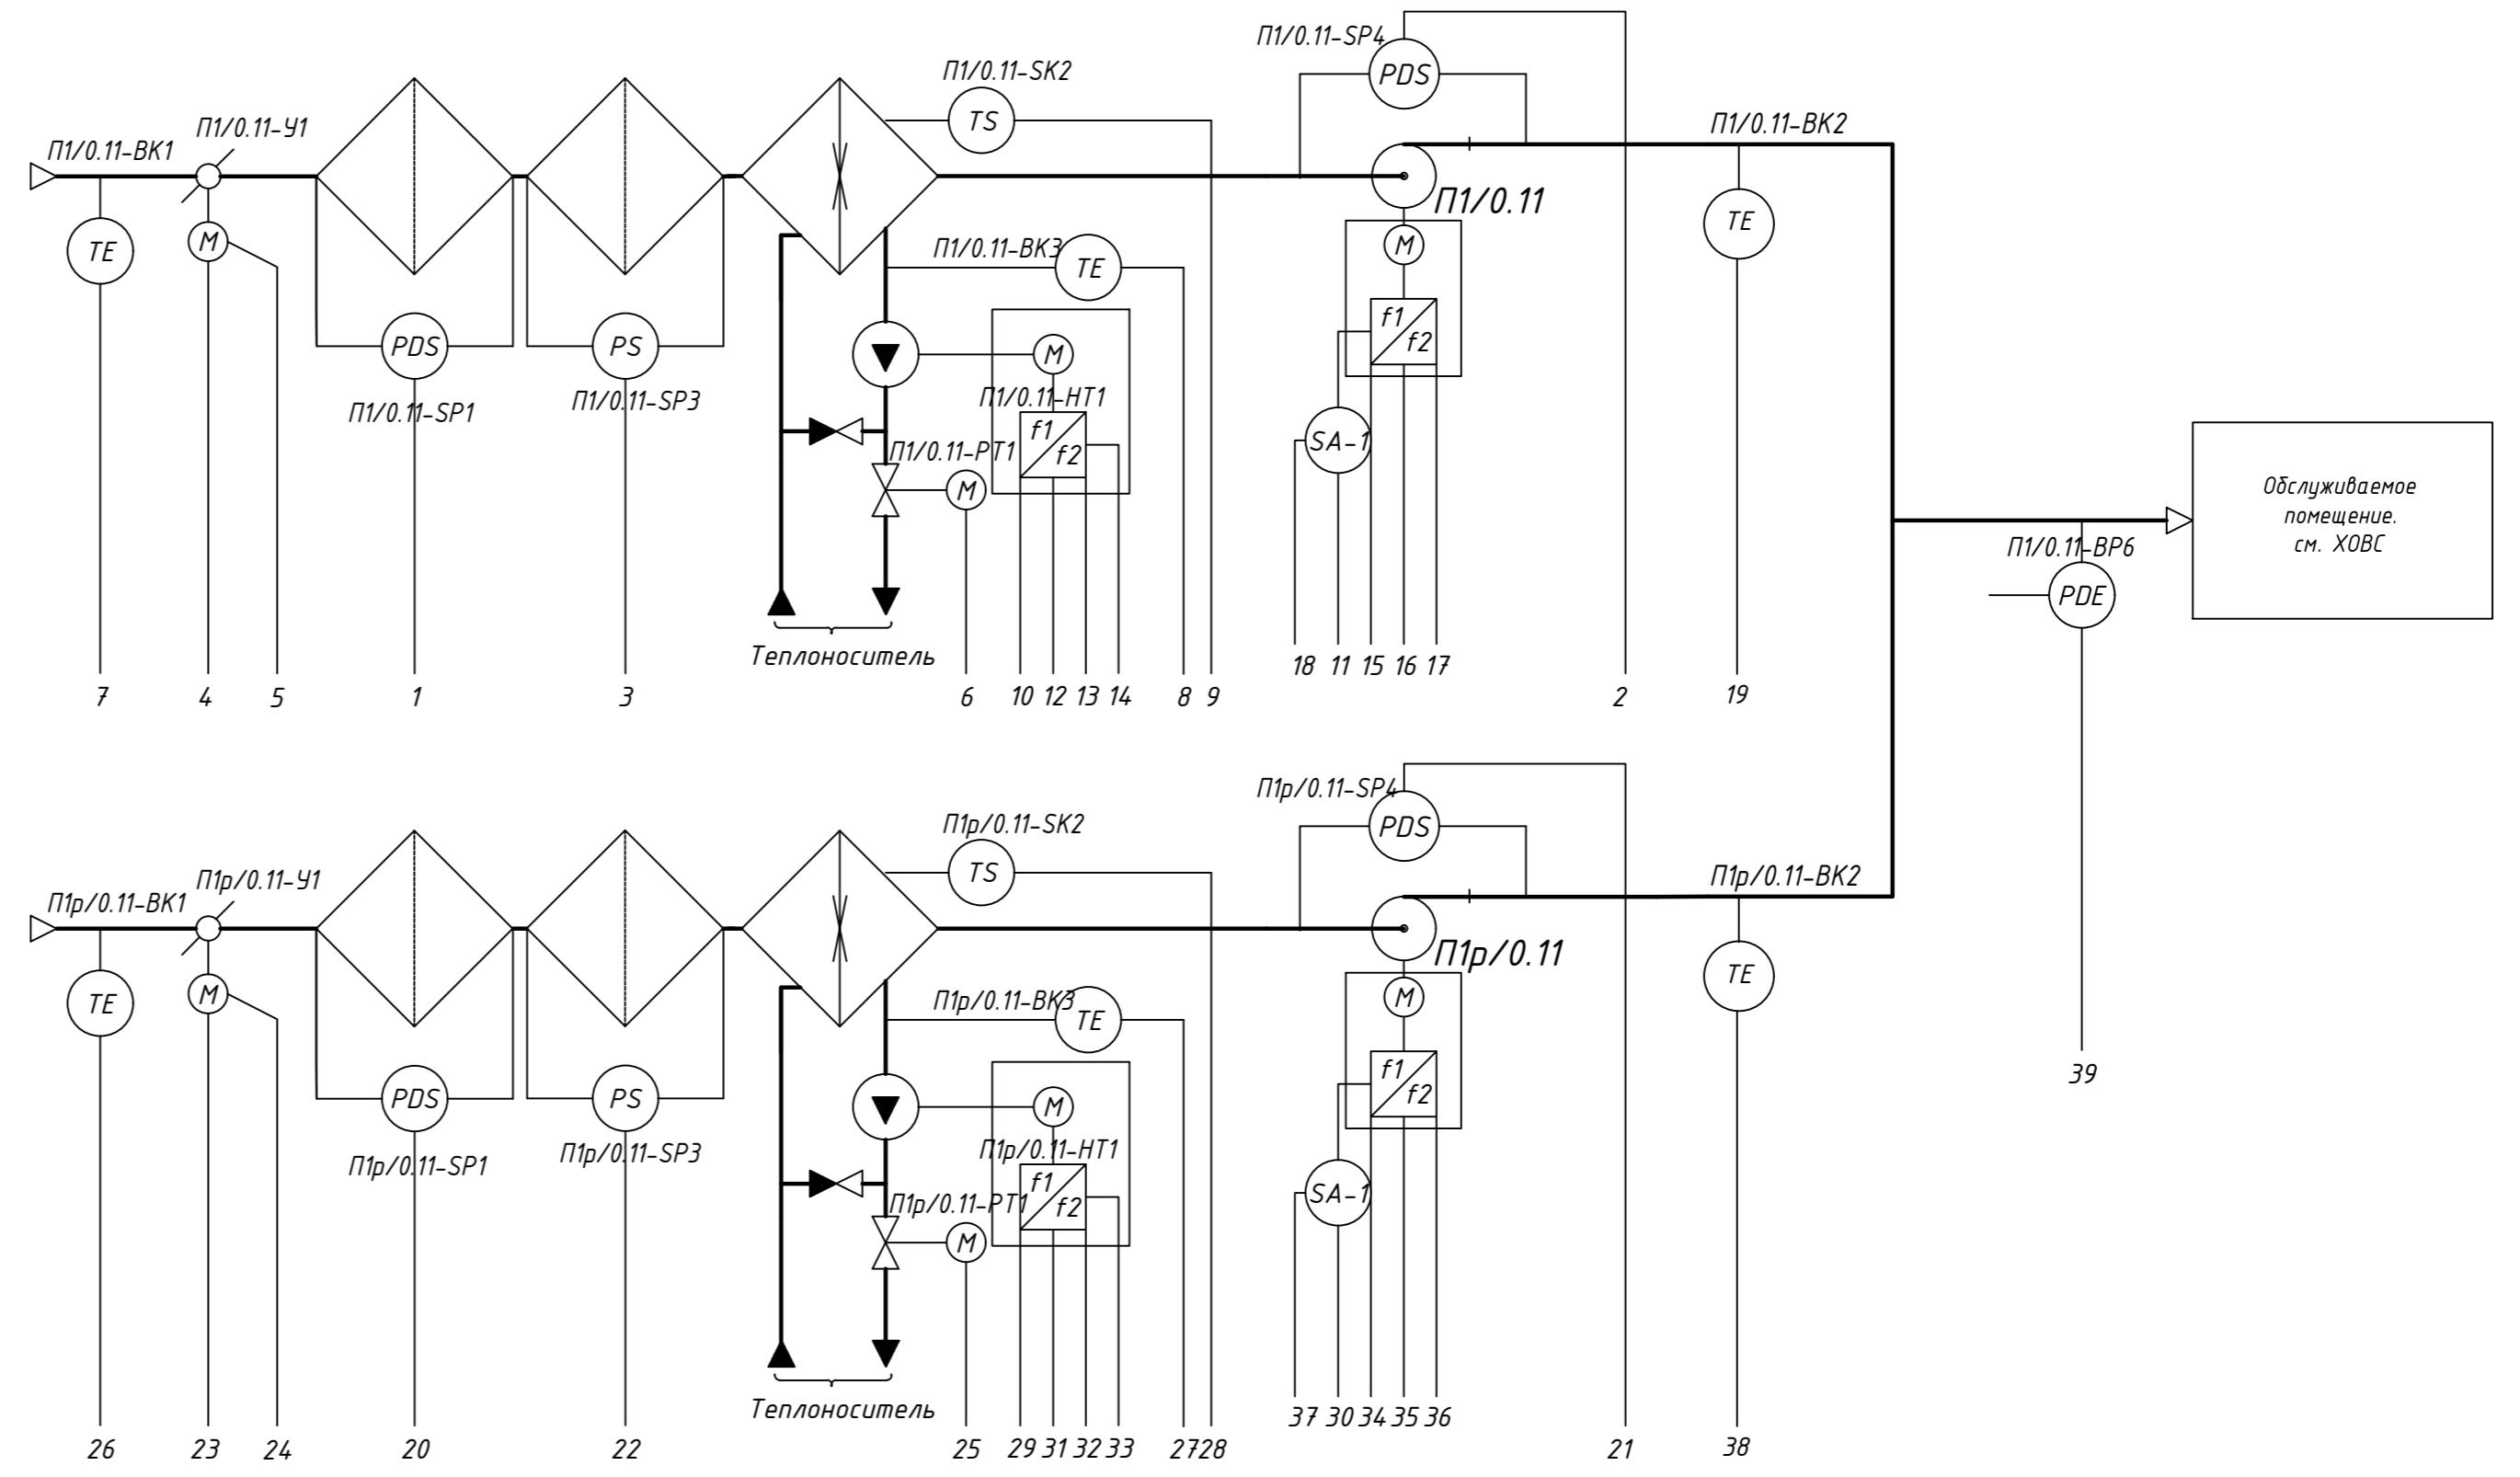 П1/0.11-SP4
PDS
П1/0.11-SK2
TS
П1/0.11-BK1
П1/0.11-У1
П1/0.11-BK2
TE
M
П1/0.11
TE
П1/0.11-BK3
TE
M
f1
f2
PDS
PS
M
П1/0.11-SP1
П1/0.11-SP3
П1/0.11-HT1
f1
f2
П1/0.11-PT1
M
SA-1
Обслуживаемое
помещение.
см. ХОВС
П1/0.11-BP6
PDE
Теплоноситель
18 11 15 16 17
7 4 5 1 3 6 10 12 13 14 8 9 2 19
П1р/0.11-SP4
PDS
П1р/0.11-SK2
TS
П1р/0.11-BK1
П1р/0.11-У1
П1р/0.11-BK2
TE
M
П1р/0.11
TE
П1р/0.11-BK3
TE
M
f1
f2
39
PDS
PS
M
П1р/0.11-SP1
П1р/0.11-SP3
П1р/0.11-HT1
f1
f2
П1р/0.11-PT1
M
SA-1
Теплоноситель
37 30 34 35 36
26 23 24 20 22 25 29 31 32 33 27 28 21 38